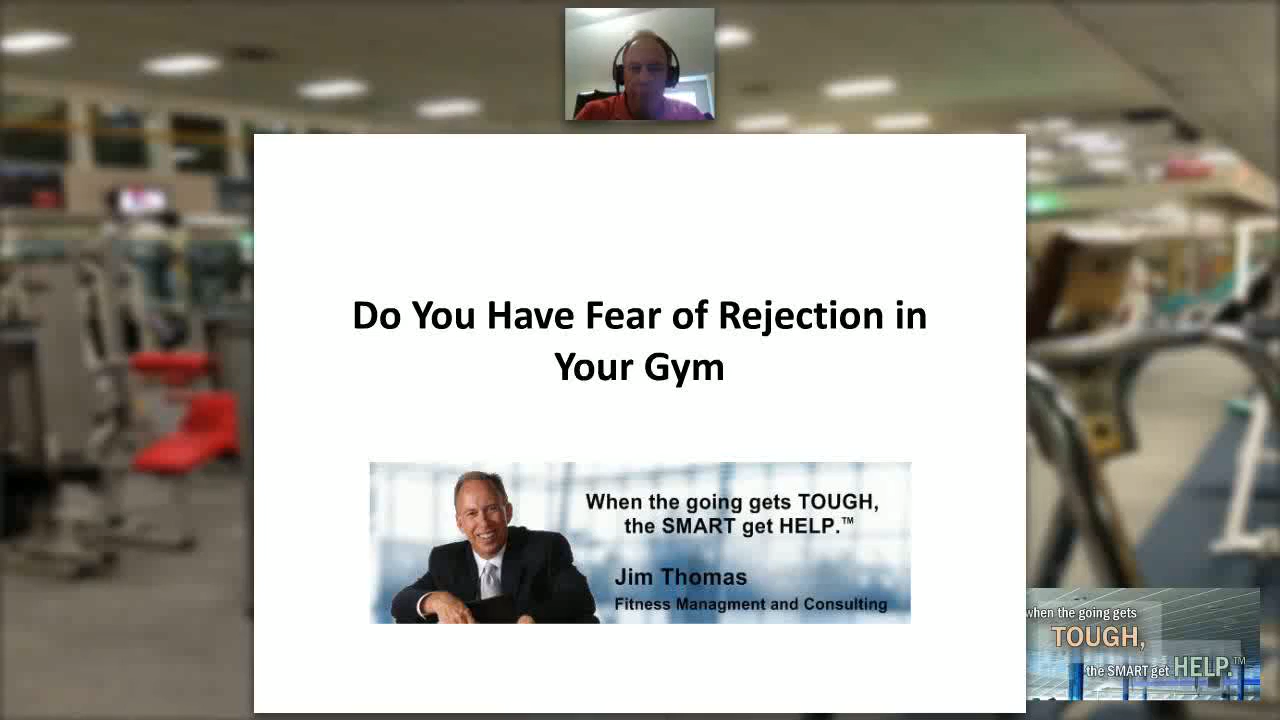 Do You Have Fear of Rejection in
Your Gym
When the going gets TOUGH,
the SMART get HELP.™
Jim Thomas
Fitness Managment and Consulting
when the going gets
TOUGH,
the SMART get HELP.™